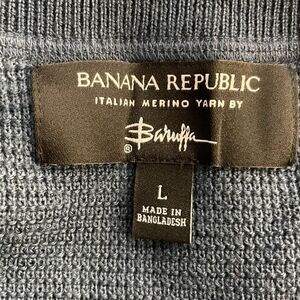 BANANA REPUBLIC
ITALIAN MERINO YARN BY
Baruffa
®
L
MADE IN
BANGLADESH